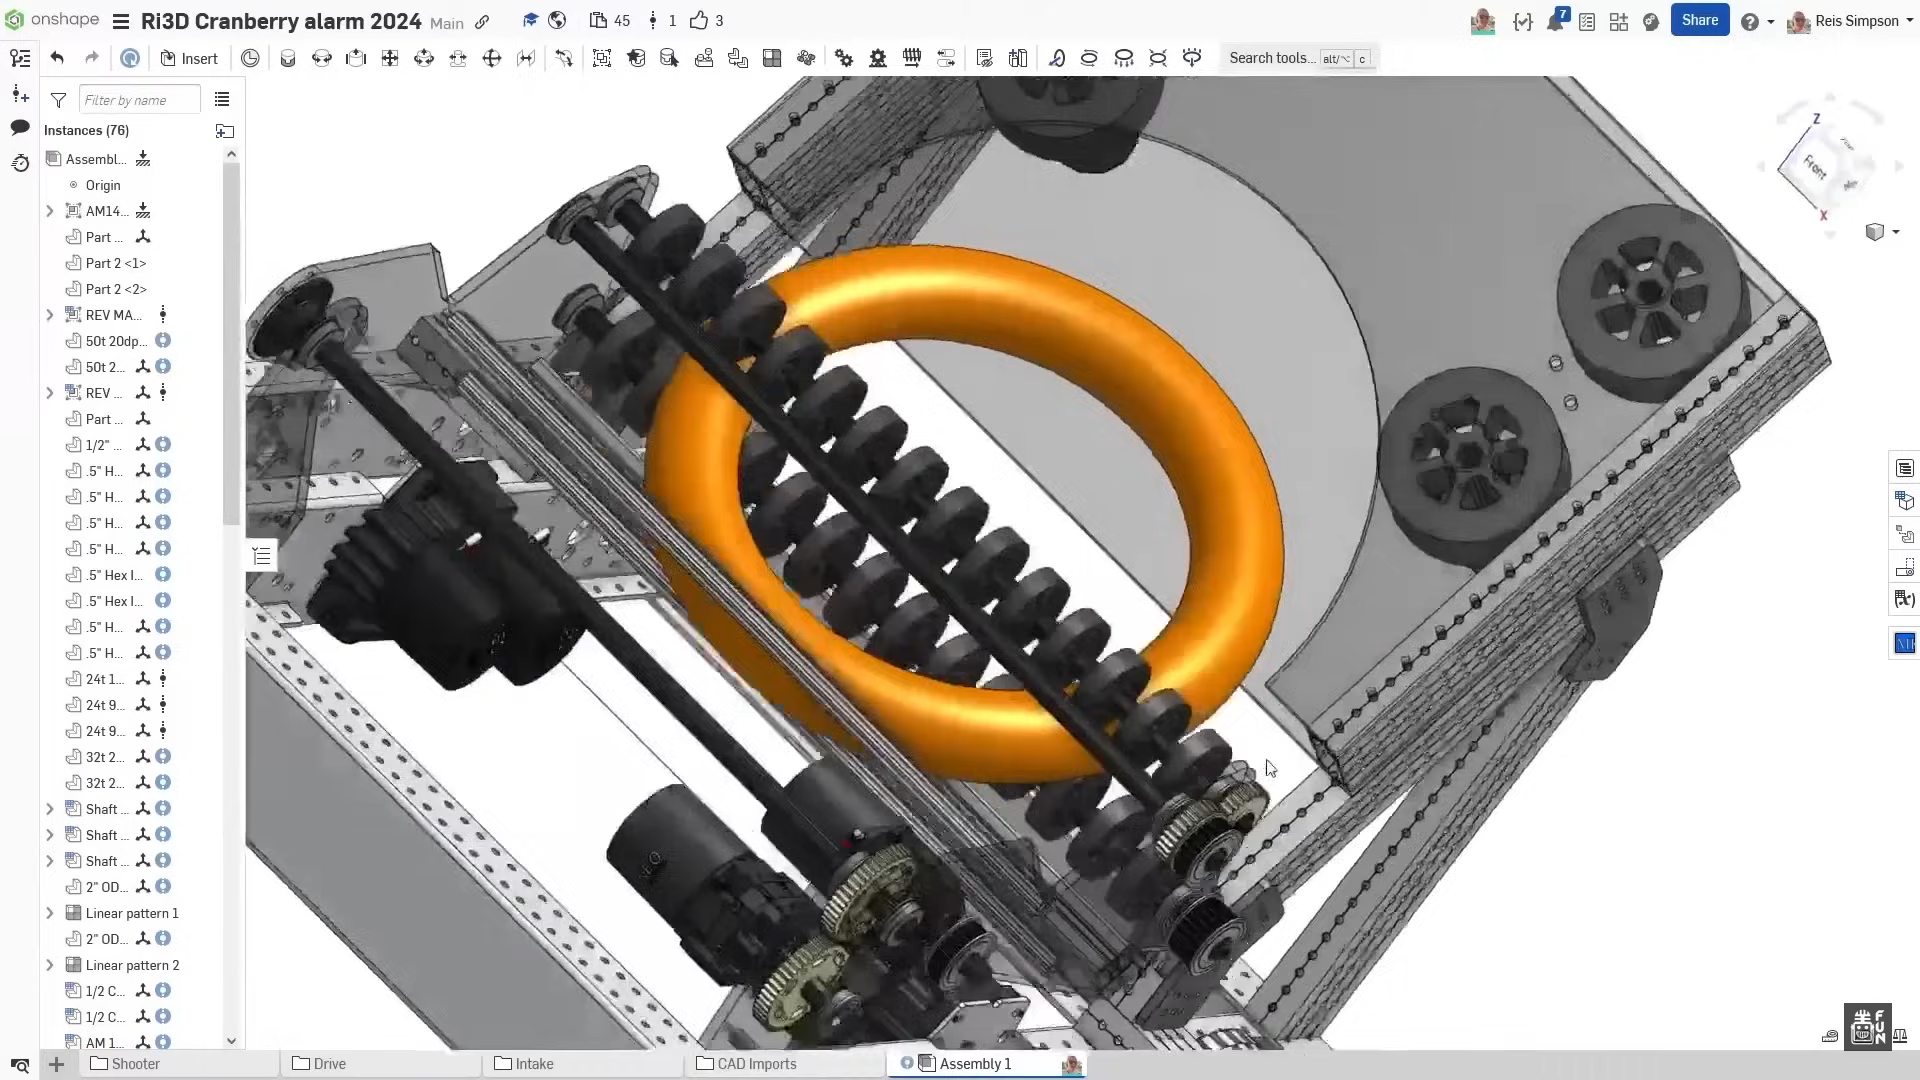 onshape
Ri3D Cranberry alarm 2024 Main
45
1
3
7
Share
Reis Simpson
Insert
Search tools... alt/⌥ c
Filter by name
Instances (76)
Assembl...
Origin
AM14...
Part ...
Part 2 <1>
Part 2 <2>
REV MA...
50t 20dp...
50t 2...
REV ...
Part ...
1/2" ...
.5" H...
.5" H...
.5" H...
.5" H...
.5" Hex I...
.5" Hex I...
.5" H...
.5" H...
24t 1...
24t 9...
24t 9...
32t 2...
32t 2...
Shaft ...
Shaft ...
Shaft ...
2" OD...
Linear pattern 1
2" OD...
Linear pattern 2
1/2 C...
1/2 C...
AM 1...
Z
Front
X
NEO
(x)
FUN
Shooter
Drive
Intake
CAD Imports
Assembly 1